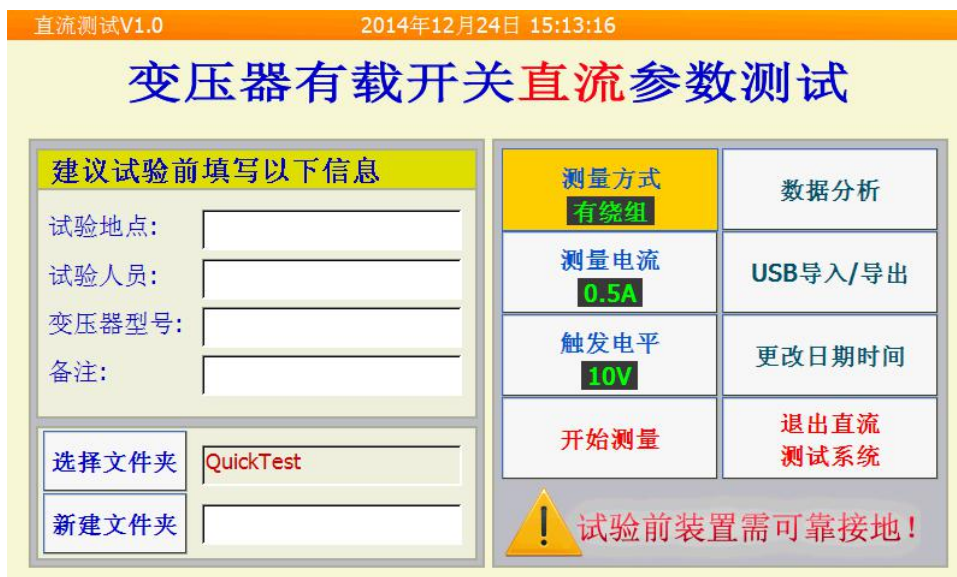 直流测试V1.0 2014年12月24日 15:13:16
变压器有载开关直流参数测试
建议试验前填写以下信息
试验地点:
试验人员:
变压器型号:
备注:
选择文件夹 QuickTest
新建文件夹
测量方式
有绕组
数据分析
测量电流
0.5A
USB导入/导出
触发电平
10V
更改日期时间
开始测量
退出直流
测试系统
试验前装置需可靠接地！